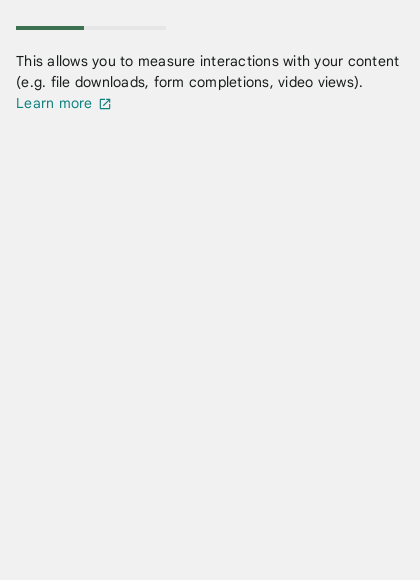 This allows you to measure interactions with your content
(e.g. file downloads, form completions, video views).
Learn more